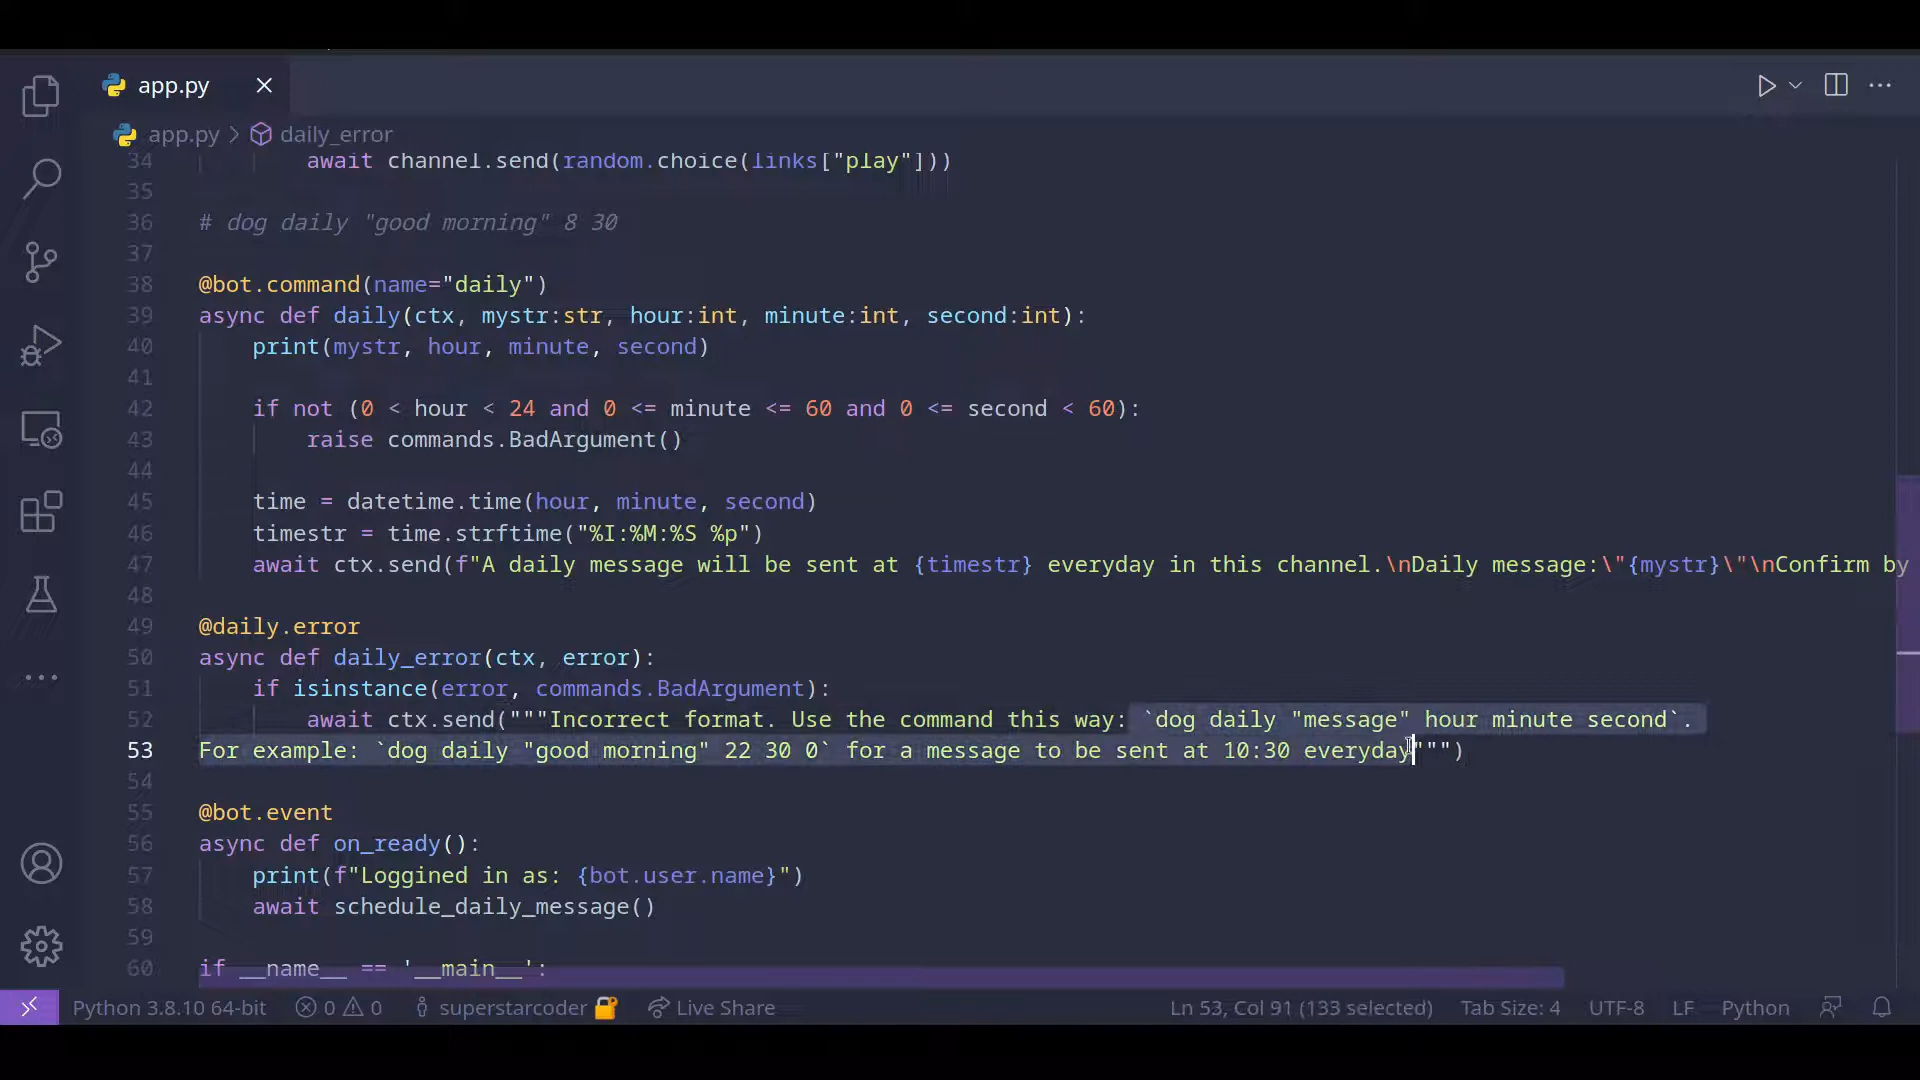 app.py
app.py > daily_error
34 await channel.send(random.choice(links["play"]))
35
36 # dog daily "good morning" 8 30
37
38 @bot.command(name="daily")
39 async def daily(ctx, mystr:str, hour:int, minute:int, second:int):
40 print(mystr, hour, minute, second)
41
42 if not (0 < hour < 24 and 0 <= minute <= 60 and 0 <= second < 60):
43 raise commands.BadArgument()
44
45 time = datetime.time(hour, minute, second)
46 timestr = time.strftime("%I:%M:%S %p")
47 await ctx.send(f"A daily message will be sent at {timestr} everyday in this channel.\nDaily message:\"{mystr}\"\nConfirm by
48
49 @daily.error
50 async def daily_error(ctx, error):
51 if isinstance(error, commands.BadArgument):
52 await ctx.send("""Incorrect format. Use the command this way: `dog daily "message" hour minute second`.
53 For example: `dog daily "good morning" 22 30 0` for a message to be sent at 10:30 everyday""")
54
55 @bot.event
56 async def on_ready():
57 print(f"Loggined in as: {bot.user.name}")
58 await schedule_daily_message()
59
60 if __name__ == '__main__':
Python 3.8.10 64-bit 0 0 superstarcoder Live Share Ln 53, Col 91 (133 selected) Tab Size: 4 UTF-8 LF Python